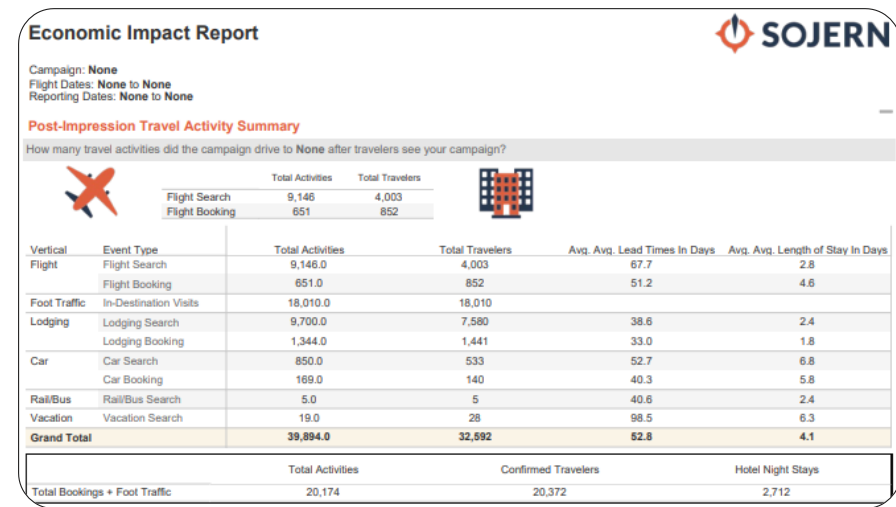 Economic Impact Report
SOJERN
Campaign: None
Flight Dates: None to None
Reporting Dates: None to None
Post-Impression Travel Activity Summary
How many travel activities did the campaign drive to None after travelers see your campaign?
Total Activities Total Travelers
Flight Search 9,146 4,003
Flight Booking 651 852
Vertical Event Type Total Activities Total Travelers Avg. Avg. Lead Times In Days Avg. Avg. Length of Stay In Days
Flight Flight Search 9,146.0 4,003 67.7 2.8
Flight Booking 651.0 852 51.2 4.6
Foot Traffic In-Destination Visits 18,010.0 18,010
Lodging Lodging Search 9,700.0 7,580 38.6 2.4
Lodging Booking 1,344.0 1,441 33.0 1.8
Car Car Search 850.0 533 52.7 6.8
Car Booking 169.0 140 40.3 5.8
Rail/Bus Rail/Bus Search 5.0 5 40.6 2.4
Vacation Vacation Search 19.0 28 98.5 6.3
Grand Total 39,894.0 32,592 52.8 4.1
Total Activities Confirmed Travelers Hotel Night Stays
Total Bookings + Foot Traffic 20,174 20,372 2,712